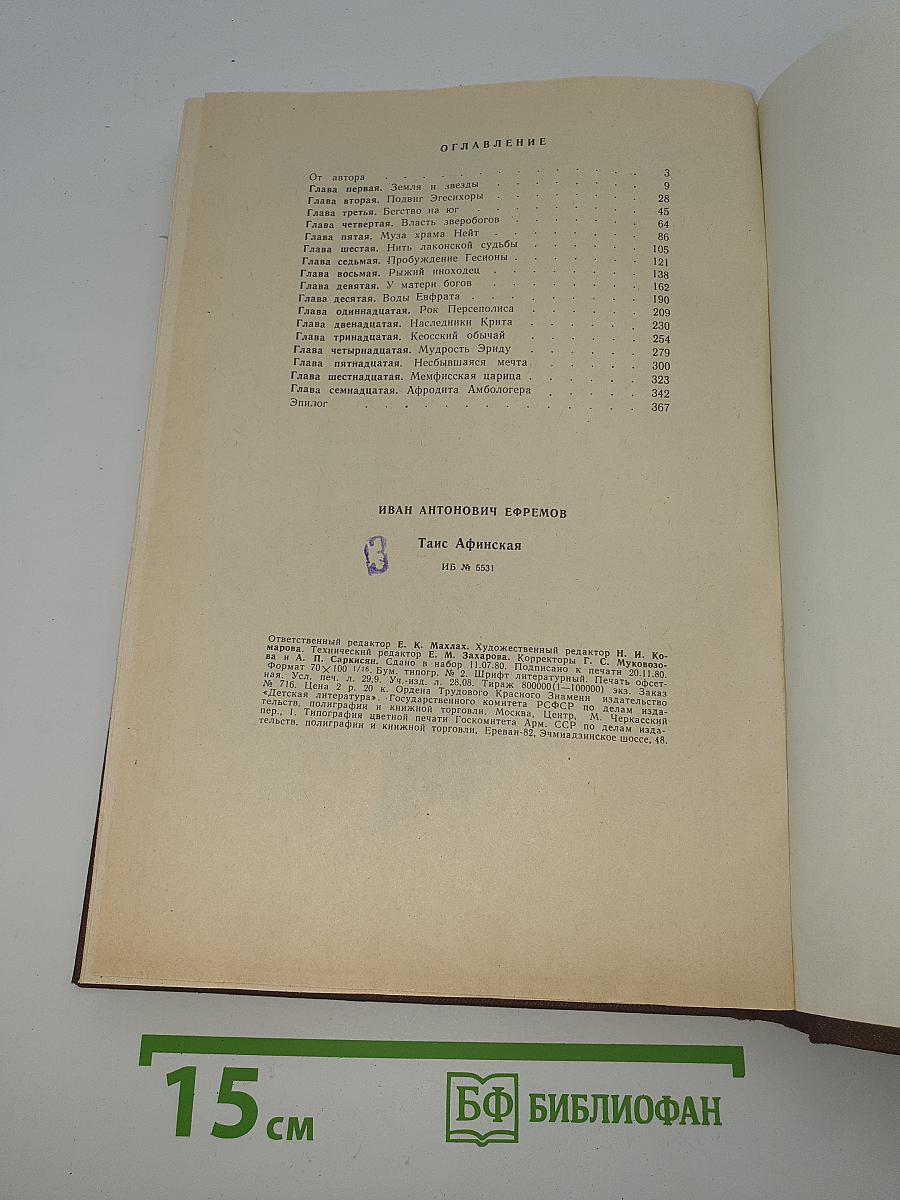 ОГЛАВЛЕНИЕ
От автора . . . . . . . . . . . . 3
Глава первая. Земля и звезды . . . . . . . . 9
Глава вторая. Подвиг Эгесихоры . . . . . . . . 28
Глава третья. Бегство на юг . . . . . . . . 45
Глава четвертая. Власть зверобогов . . . . . . . 64
Глава пятая. Муза храма Нейт . . . . . . . 86
Глава шестая. Нить лаконской судьбы . . . . . . 105
Глава седьмая. Пробуждение Гесионы . . . . . . . 121
Глава восьмая. Рыжий иноходец . . . . . . . 138
Глава девятая. У матери богов . . . . . . . 162
Глава десятая. Воды Евфрата . . . . . . . . 190
Глава одиннадцатая. Рок Персеполиса . . . . . . 209
Глава двенадцатая. Наследники Крита . . . . . . 230
Глава тринадцатая. Кеосский обычай . . . . . . 254
Глава четырнадцатая. Мудрость Эриду . . . . . . 279
Глава пятнадцатая. Несбывшаяся мечта . . . . . . 300
Глава шестнадцатая. Мемфисская царица . . . . . . 323
Глава семнадцатая. Афродита Амбологера . . . . . 342
Эпилог . . . . . . . . . . . . . 367
ИВАН АНТОНОВИЧ ЕФРЕМОВ
Таис Афинская
3
ИБ № 5531
Ответственный редактор Е. К. Махлах. Художественный редактор Н. И. Ко-
марова. Технический редактор Е. М. Захарова. Корректоры Г. С. Муковозо-
ва и А. П. Саркисян. Сдано в набор 11.07.80. Подписано к печати 20.11.80.
Формат 70×100 1/16. Бум. типогр. № 2. Шрифт литературный. Печать офсет-
ная. Усл. печ. л. 29,9. Уч.-изд. л. 28,08. Тираж 800000(1—100000) экз. Заказ
№ 716. Цена 2 р. 20 к. Ордена Трудового Красного Знамени издательство
«Детская литература». Государственного комитета РСФСР по делам изда-
тельств, полиграфии и книжной торговли. Москва, Центр, М. Черкасский
пер., 1. Типография цветной печати Госкомитета Арм. ССР по делам изда-
тельств, полиграфии и книжной торговли, Ереван-82, Эчмиадзинское шоссе, 48.
15 см
БФ БИБЛИОФАН